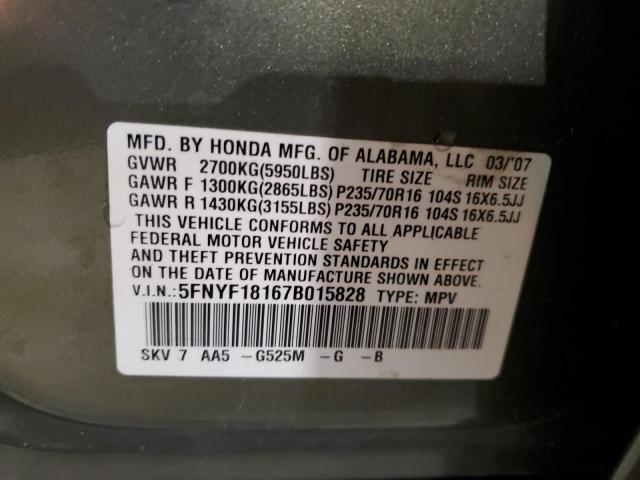 MFD. BY HONDA MFG. OF ALABAMA, LLC 03/'07
GVWR 2700KG(5950LBS) TIRE SIZE RIM SIZE
GAWR F 1300KG(2865LBS) P235/70R16 104S 16X6.5JJ
GAWR R 1430KG(3155LBS) P235/70R16 104S 16X6.5JJ
THIS VEHICLE CONFORMS TO ALL APPLICABLE
FEDERAL MOTOR VEHICLE SAFETY
AND THEFT PREVENTION STANDARDS IN EFFECT
ON THE DATE OF MANUFACTURE SHOWN ABOVE.
V.I.N.: 5FNYF18167B015828 TYPE: MPV
SKV 7 AA5 -G525M -G -B